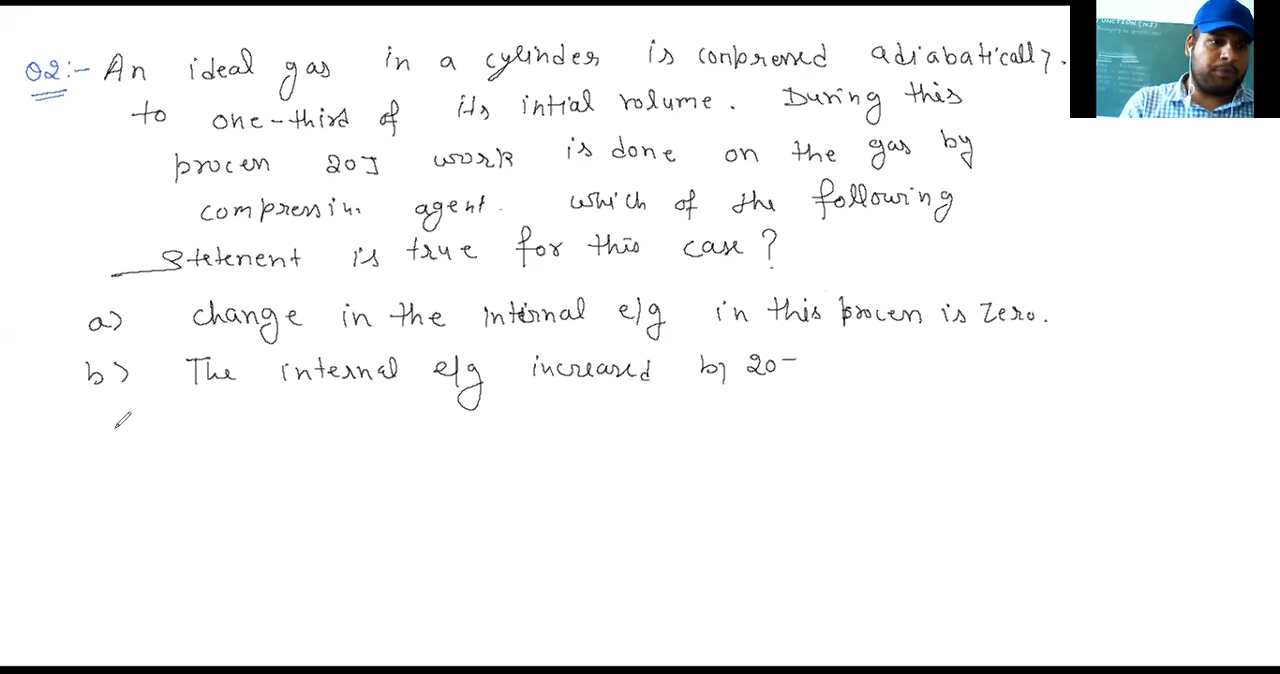 Q2:- An ideal gas in a cylinder is compressed adiabatically.
to one-third of its intial volume. During this
process 20J work is done on the gas by
compressin. agent. which of the following
Stetement is true for this case?
a) change in the internal e/g in this process is zero.
b) The internal e/g increased by 20-